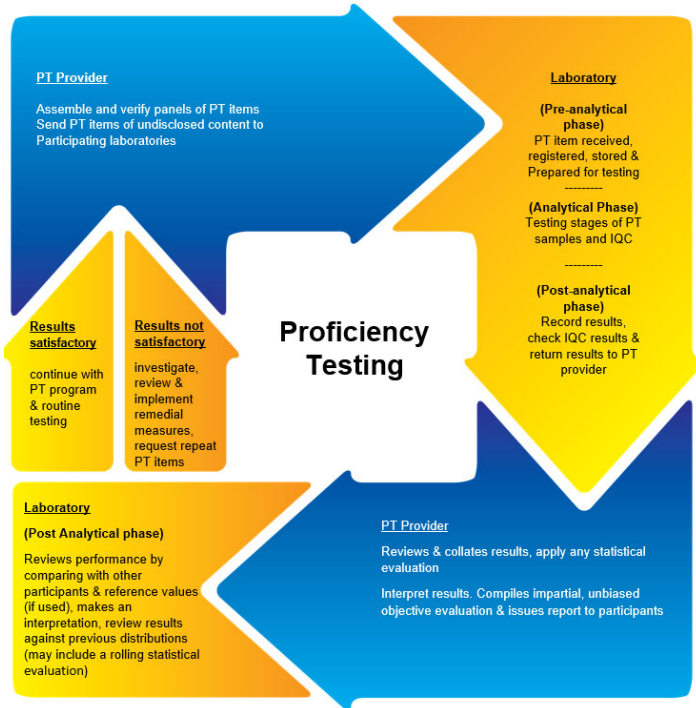 PT Provider
Assemble and verify panels of PT items
Send PT items of undisclosed content to
Participating laboratories
Laboratory
(Pre-analytical
phase)
PT item received,
registered, stored &
Prepared for testing
---------
(Analytical Phase)
Testing stages of PT
samples and IQC
---------
(Post-analytical
phase)
Record results,
check IQC results &
return results to PT
provider
PT Provider
Reviews & collates results, apply any statistical
evaluation
Interpret results. Compiles impartial, unbiased
objective evaluation & issues report to participants
Laboratory
(Post Analytical phase)
Reviews performance by
comparing with other
participants & reference values
(if used), makes an
interpretation, review results
against previous distributions
(may include a rolling statistical
evaluation)
Results
satisfactory
continue with
PT program
& routine
testing
Results not
satisfactory
investigate,
review &
implement
remedial
measures,
request repeat
PT items
Proficiency
Testing